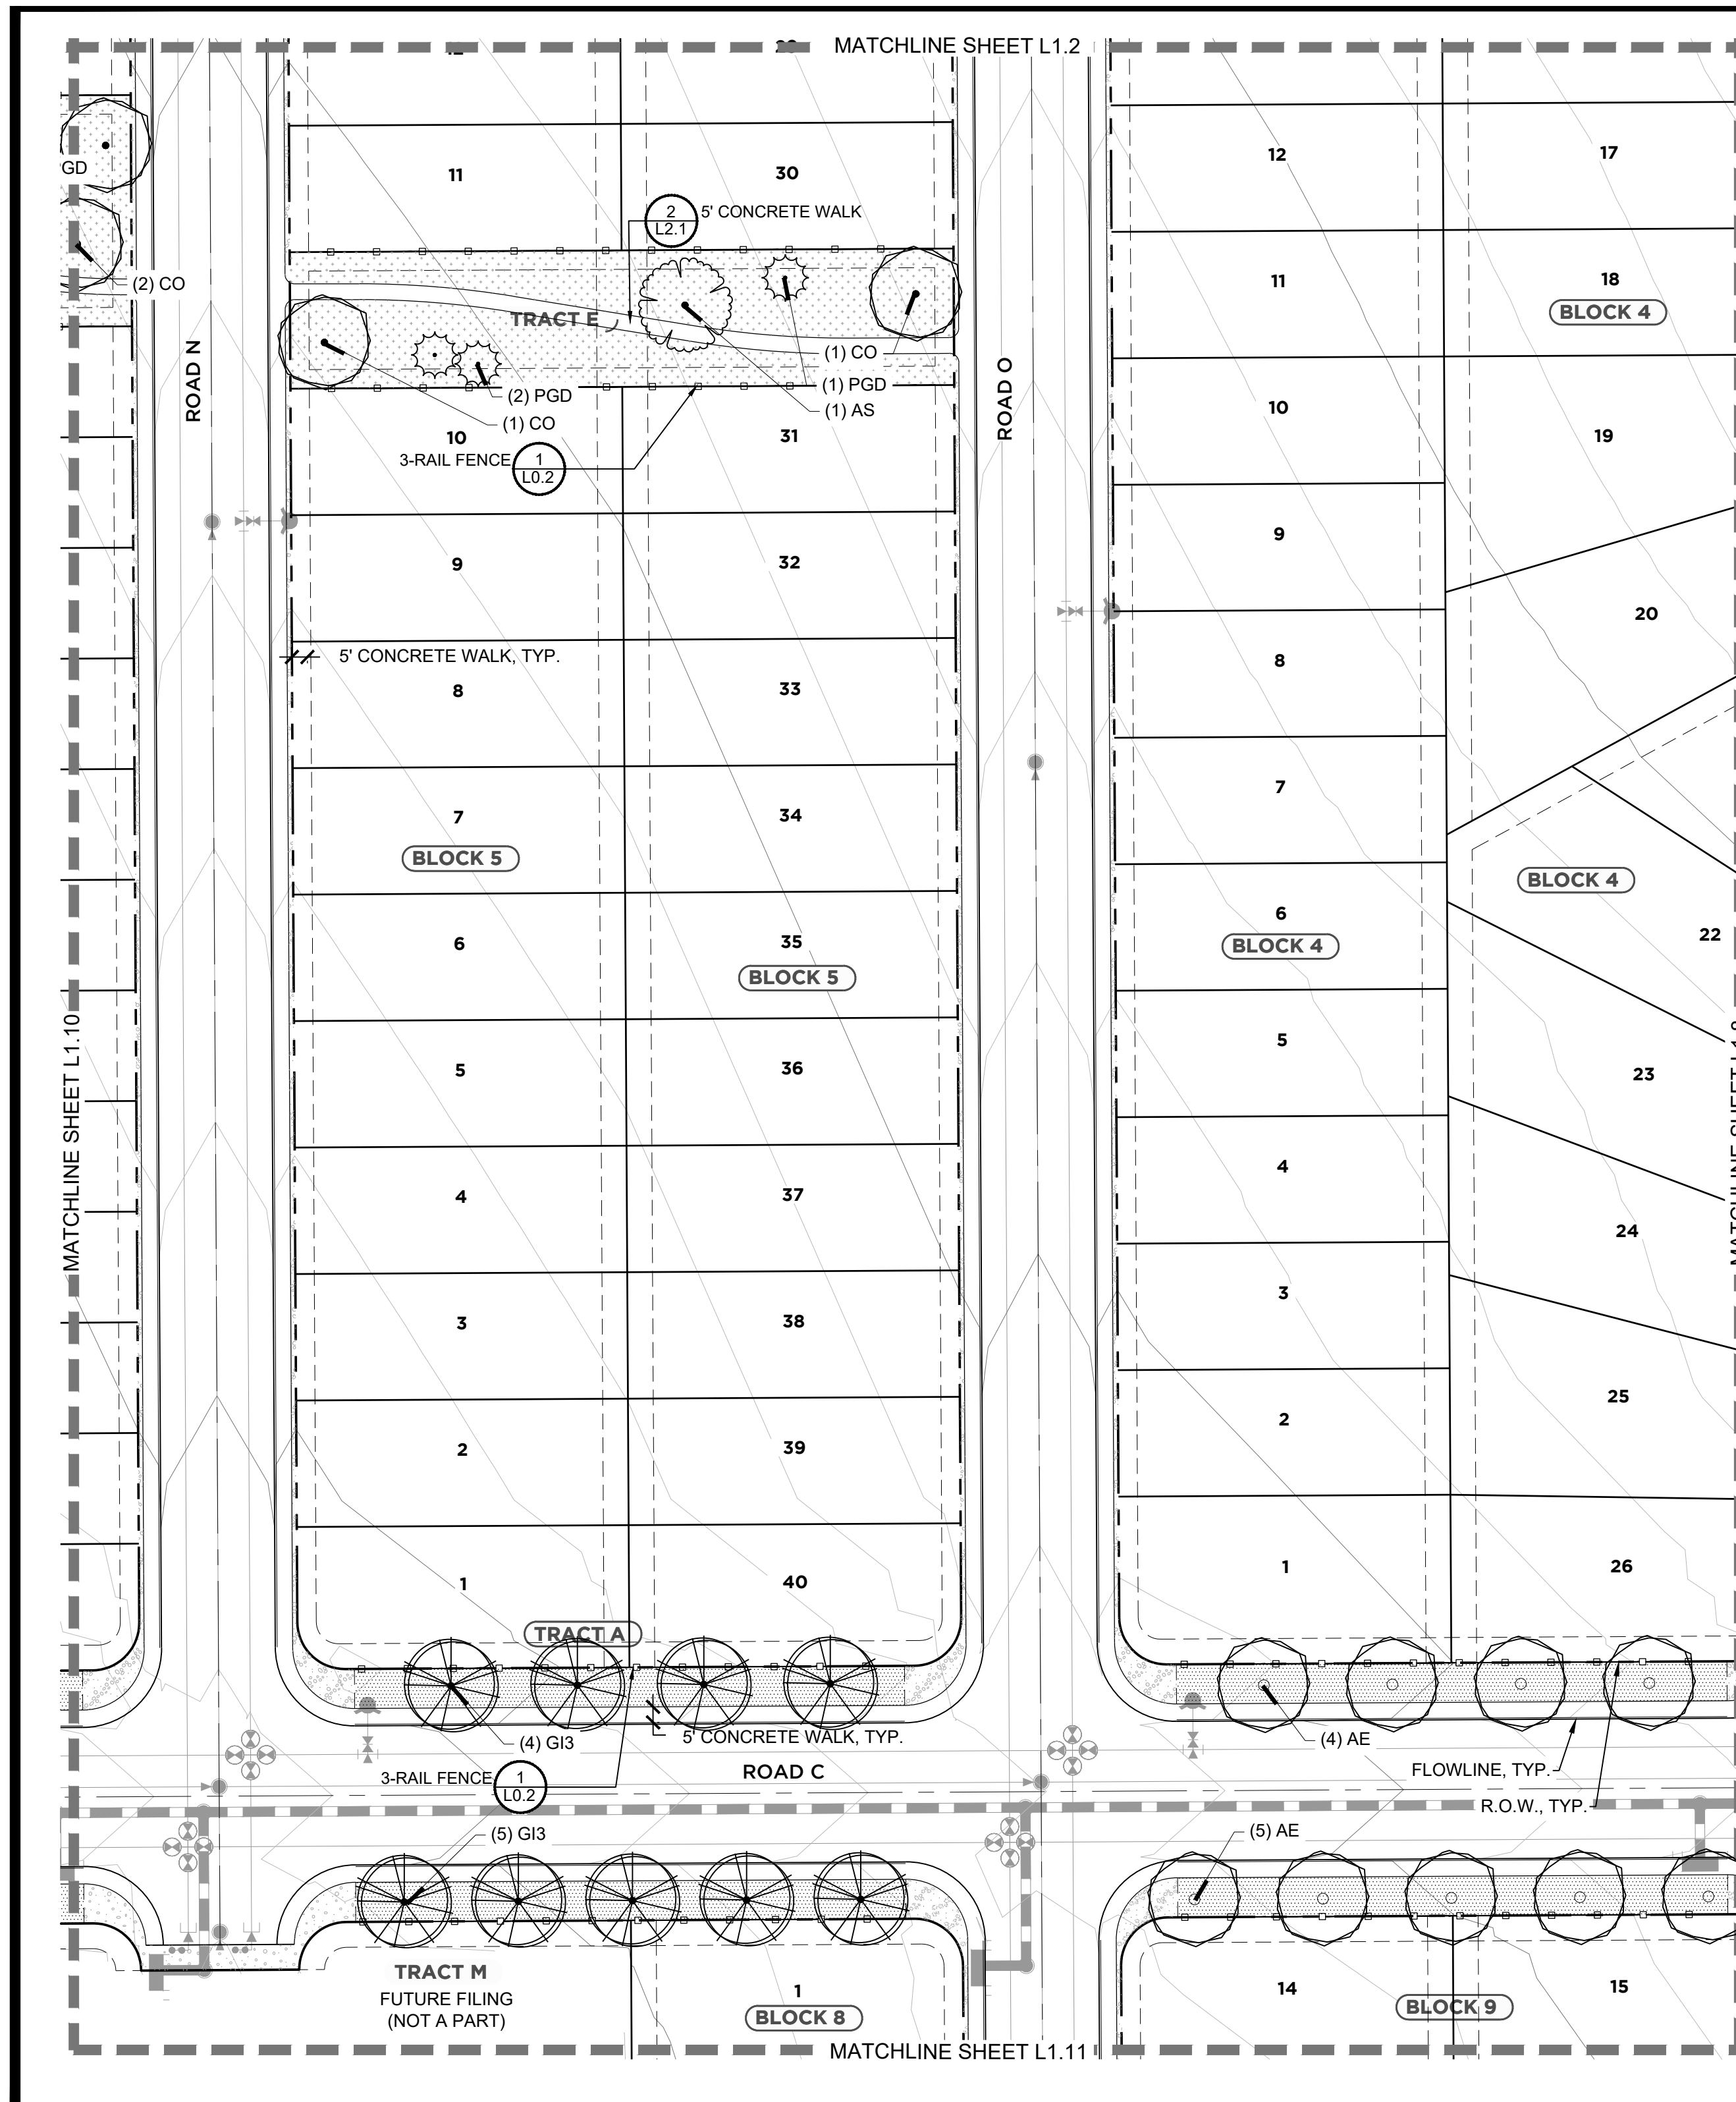 MATCHLINE SHEET L1.2
12
17
11
30
GD
2
L2.1
5' CONCRETE WALK
(2) CO
11
18
BLOCK 4
TRACT E
ROAD N
ROAD O
(1) CO
(1) PGD
(2) PGD
(1) AS
(1) CO
10
31
10
19
3-RAIL FENCE
1
L0.2
9
32
9
20
5' CONCRETE WALK, TYP.
8
33
8
7
34
7
BLOCK 5
BLOCK 4
6
35
6
22
BLOCK 5
BLOCK 4
MATCHLINE SHEET L1.10
5
36
5
23
4
37
4
24
3
38
3
25
2
39
2
1
40
1
26
TRACT A
(4) GI3
5' CONCRETE WALK, TYP.
(4) AE
FLOWLINE, TYP.
3-RAIL FENCE
1
L0.2
ROAD C
R.O.W., TYP.
(5) GI3
(5) AE
TRACT M
FUTURE FILING
(NOT A PART)
1
BLOCK 8
14
15
BLOCK 9
MATCHLINE SHEET L1.11